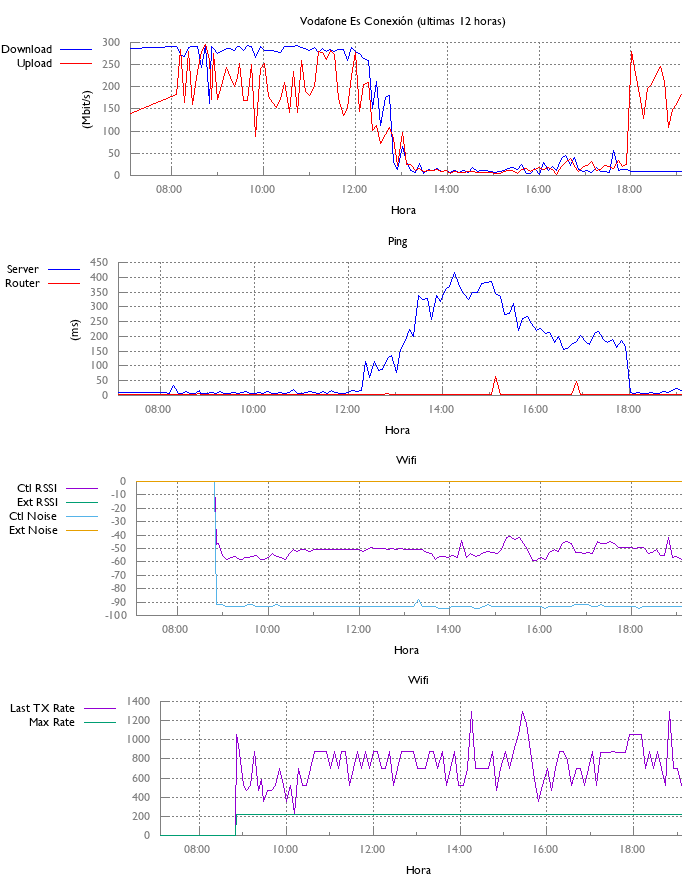 Vodafone Es Conexión (ultimas 12 horas)
Download
Upload
300
250
200
150
100
50
0
(Mbit/s)
08:00 10:00 12:00 14:00 16:00 18:00
Hora
Ping
Server
Router
450
400
350
300
250
200
150
100
50
0
(ms)
08:00 10:00 12:00 14:00 16:00 18:00
Hora
Wifi
Ctl RSSI
Ext RSSI
Ctl Noise
Ext Noise
0
-10
-20
-30
-40
-50
-60
-70
-80
-90
-100
08:00 10:00 12:00 14:00 16:00 18:00
Hora
Wifi
Last TX Rate
Max Rate
1400
1200
1000
800
600
400
200
0
08:00 10:00 12:00 14:00 16:00 18:00
Hora